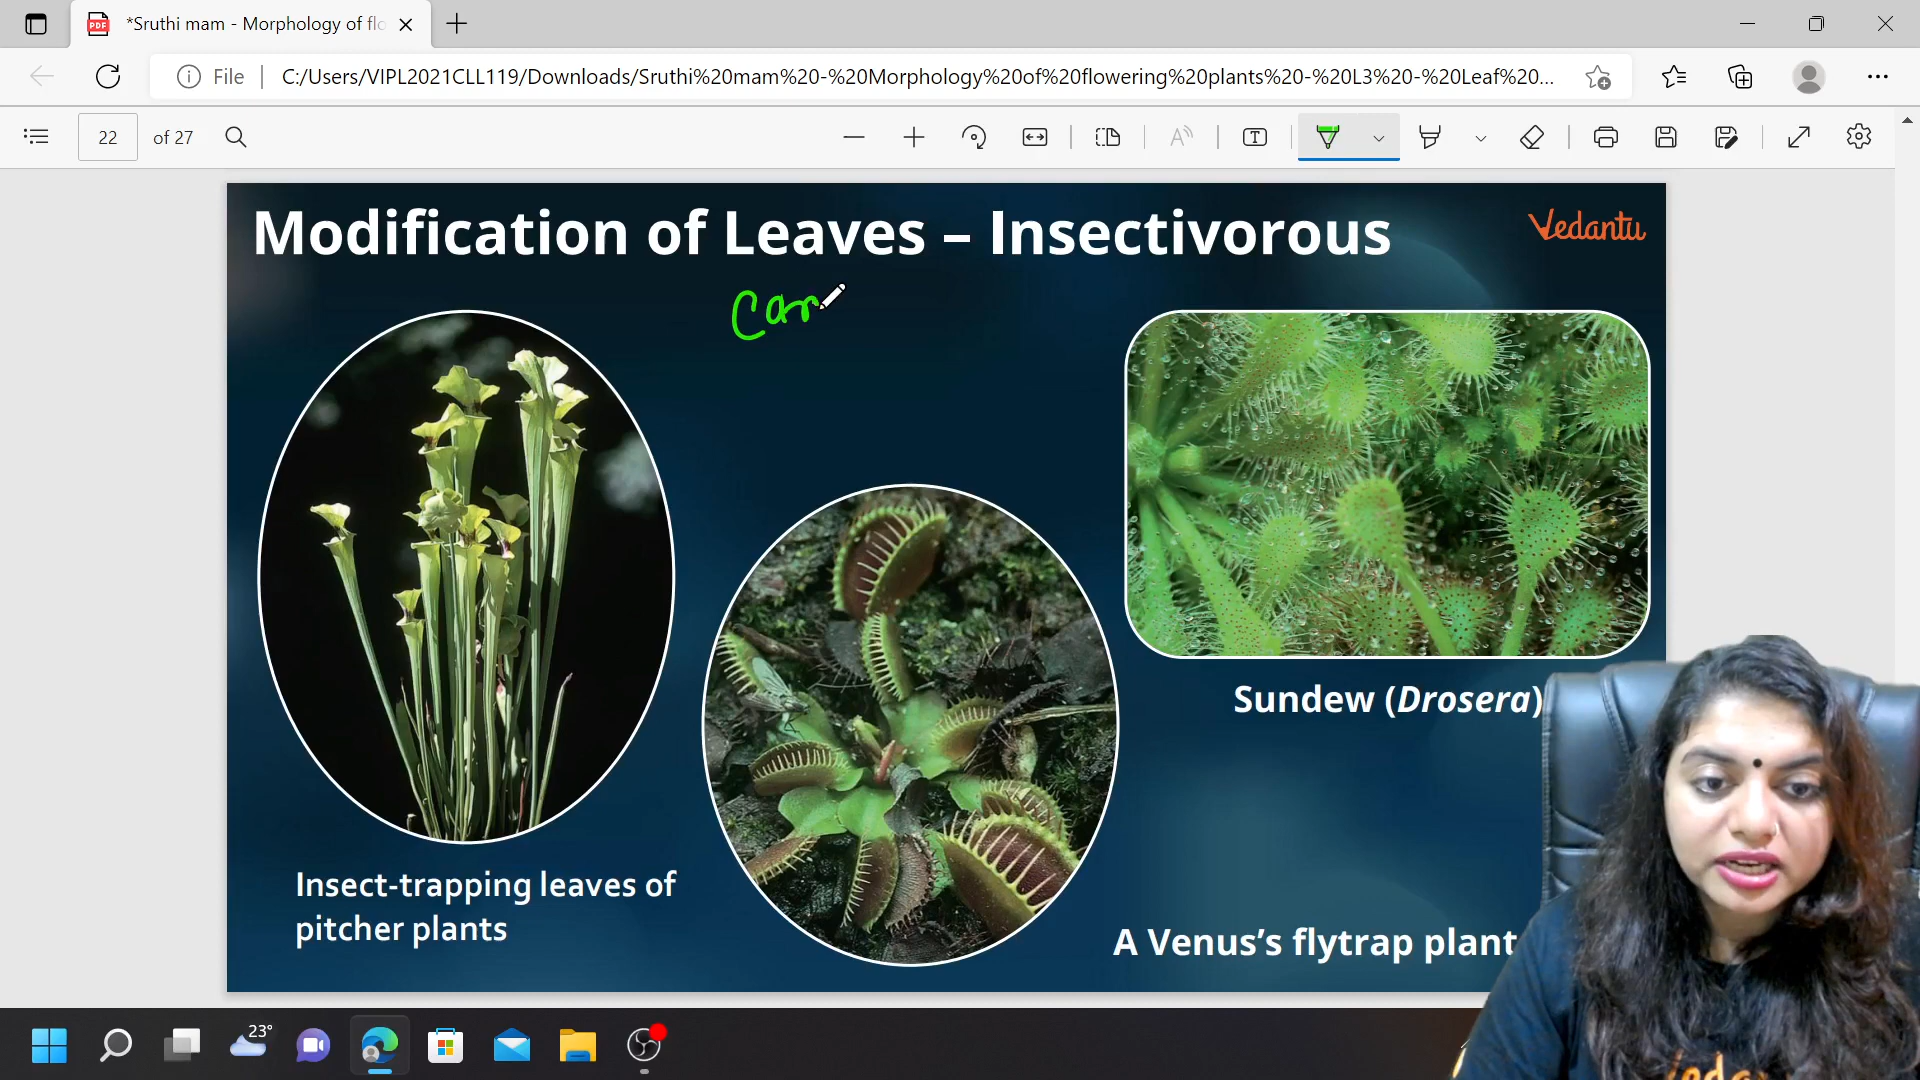 *Sruthi mam - Morphology of flo
File
C:/Users/VIPL2021CLL119/Downloads/Sruthi%20mam%20-%20Morphology%20of%20flowering%20plants%20-%20L3%20-%20Leaf%20...
22 of 27
Modification of Leaves – Insectivorous
Vedantu
Car
Sundew (Drosera)
Insect-trapping leaves of
pitcher plants
A Venus’s flytrap plant
23°